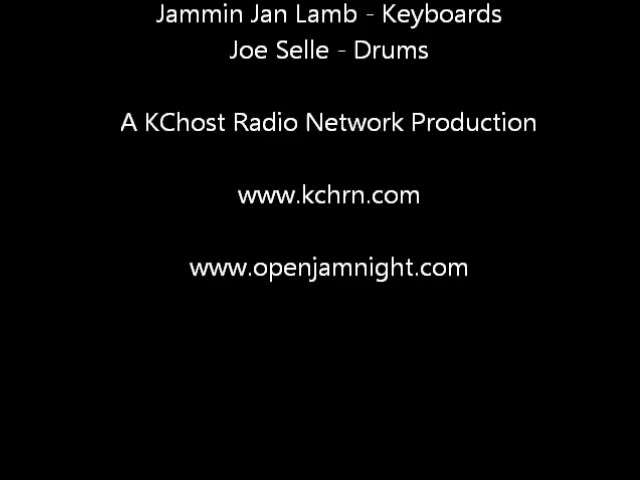 Jammin Jan Lamb - Keyboards
Joe Selle - Drums
A KChost Radio Network Production
www.kchrn.com
www.openjamnight.com